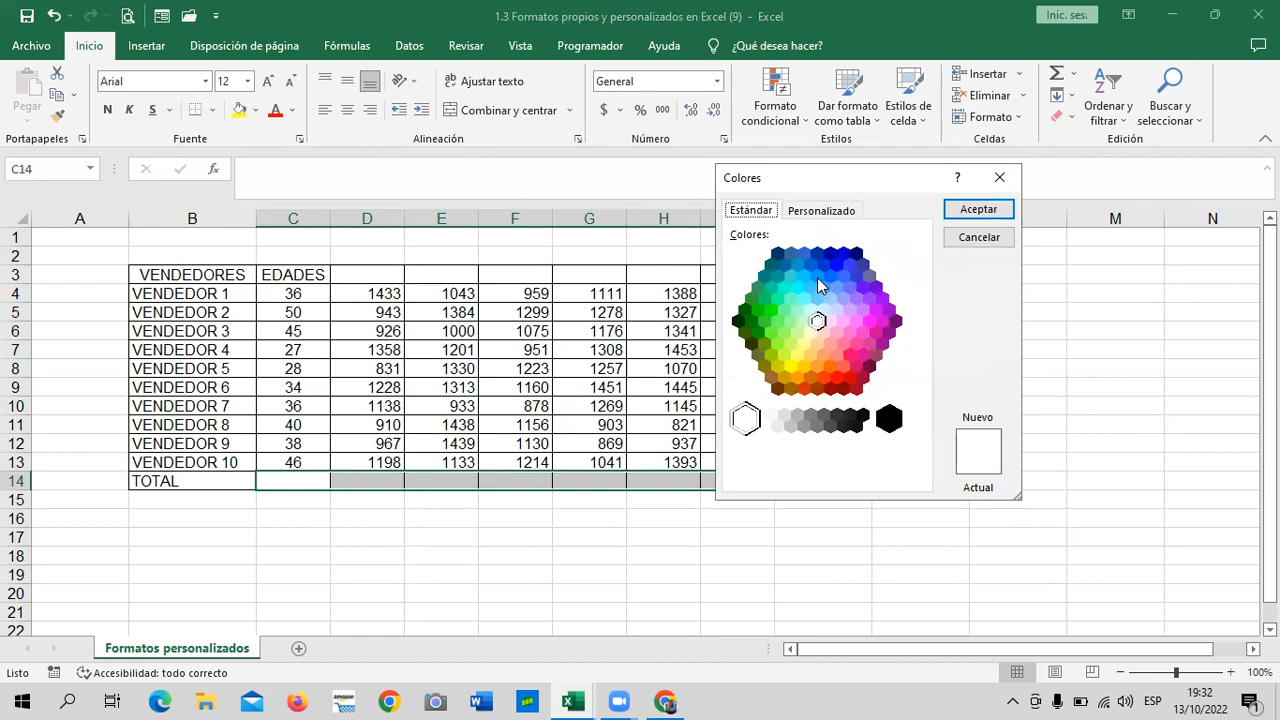 1.3 Formatos propios y personalizados en Excel (9) - Excel
Inic. ses.
Archivo Inicio Insertar Disposición de página Fórmulas Datos Revisar Vista Programador Ayuda ¿Qué desea hacer?
Pegar
Portapapeles
Arial 12
N K S
Fuente
Ajustar texto
Combinar y centrar
Alineación
General
$ % 000
Número
Formato condicional
Dar formato como tabla
Estilos de celda
Estilos
Insertar
Eliminar
Formato
Celdas
Ordenar y filtrar
Buscar y seleccionar
Edición
C14
fx
A B C D E F G H M N
1
2
3 VENDEDORES EDADES
4 VENDEDOR 1 36 1433 1043 959 1111 1388
5 VENDEDOR 2 50 943 1384 1299 1278 1327
6 VENDEDOR 3 45 926 1000 1075 1176 1341
7 VENDEDOR 4 27 1358 1201 951 1308 1453
8 VENDEDOR 5 28 831 1330 1223 1257 1070
9 VENDEDOR 6 34 1228 1313 1160 1451 1445
10 VENDEDOR 7 36 1138 933 878 1269 1145
11 VENDEDOR 8 40 910 1438 1156 903 821
12 VENDEDOR 9 38 967 1439 1130 869 937
13 VENDEDOR 10 46 1198 1133 1214 1041 1393
14 TOTAL
15
16
17
18
19
20
21
22
Colores
?
Estándar Personalizado
Aceptar
Cancelar
Colores:
Nuevo
Actual
Formatos personalizados
Listo
Accesibilidad: todo correcto
100%
ESP
19:32
13/10/2022